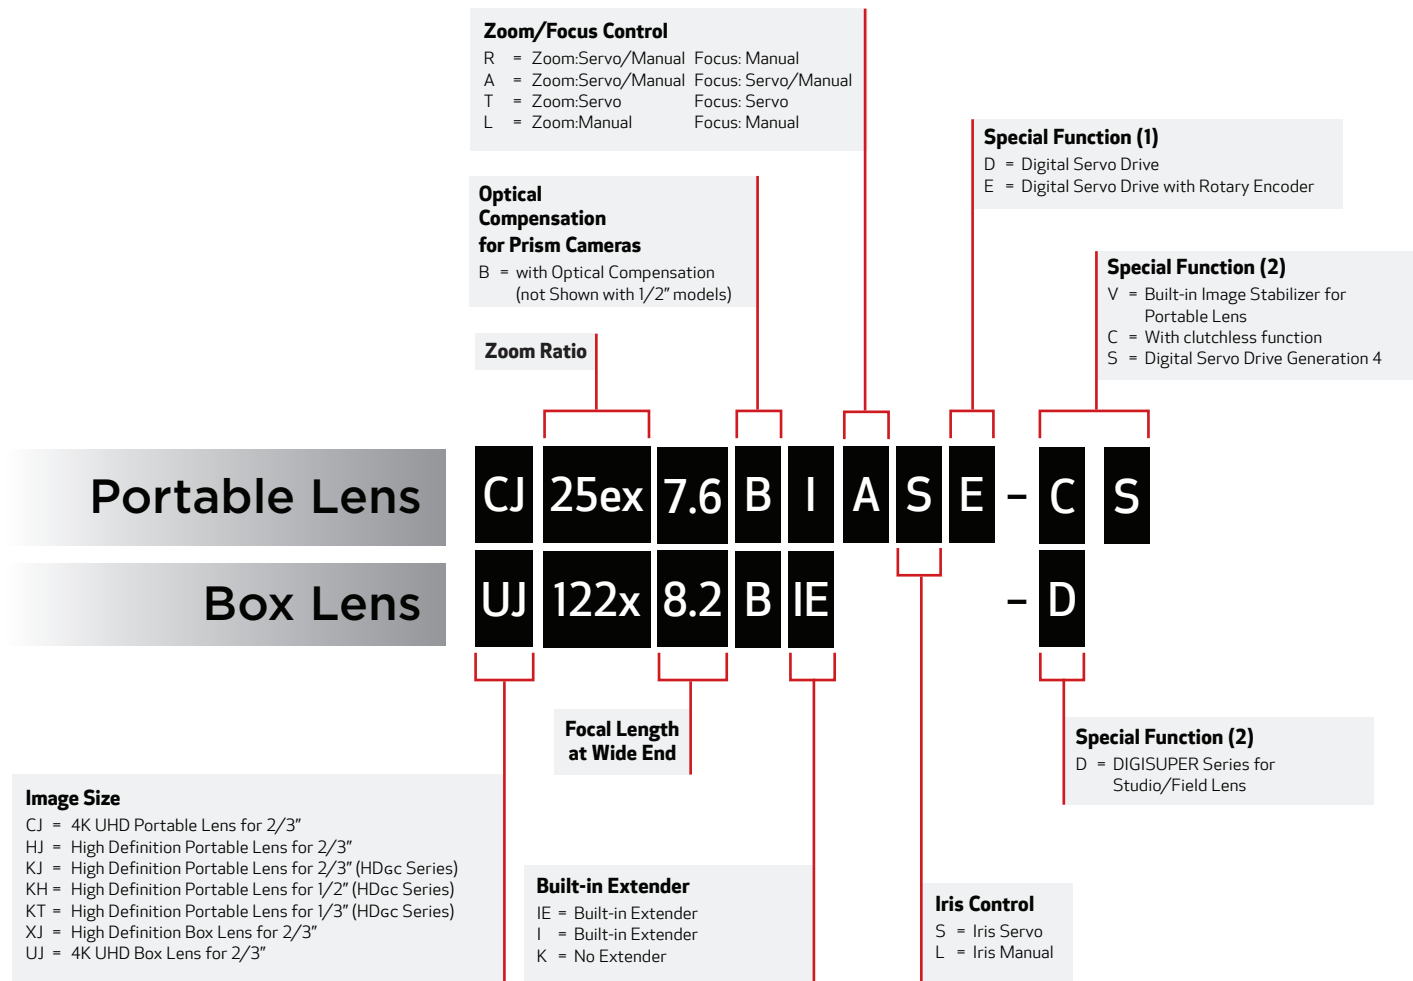 Zoom/Focus Control
R = Zoom:Servo/Manual Focus: Manual
A = Zoom:Servo/Manual Focus: Servo/Manual
T = Zoom:Servo Focus: Servo
L = Zoom:Manual Focus: Manual
Special Function (1)
D = Digital Servo Drive
E = Digital Servo Drive with Rotary Encoder
Optical
Compensation
for Prism Cameras
B = with Optical Compensation
(not Shown with 1/2” models)
Special Function (2)
V = Built-in Image Stabilizer for
Portable Lens
C = With clutchless function
S = Digital Servo Drive Generation 4
Zoom Ratio
Portable Lens CJ 25ex 7.6 B I A S E – C S
Box Lens UJ 122x 8.2 B IE – D
Focal Length
at Wide End
Special Function (2)
D = DIGISUPER Series for
Studio/Field Lens
Image Size
CJ = 4K UHD Portable Lens for 2/3”
HJ = High Definition Portable Lens for 2/3”
KJ = High Definition Portable Lens for 2/3” (HDGC Series)
KH = High Definition Portable Lens for 1/2” (HDGC Series)
KT = High Definition Portable Lens for 1/3” (HDGC Series)
XJ = High Definition Box Lens for 2/3”
UJ = 4K UHD Box Lens for 2/3”
Built-in Extender
IE = Built-in Extender
I = Built-in Extender
K = No Extender
Iris Control
S = Iris Servo
L = Iris Manual